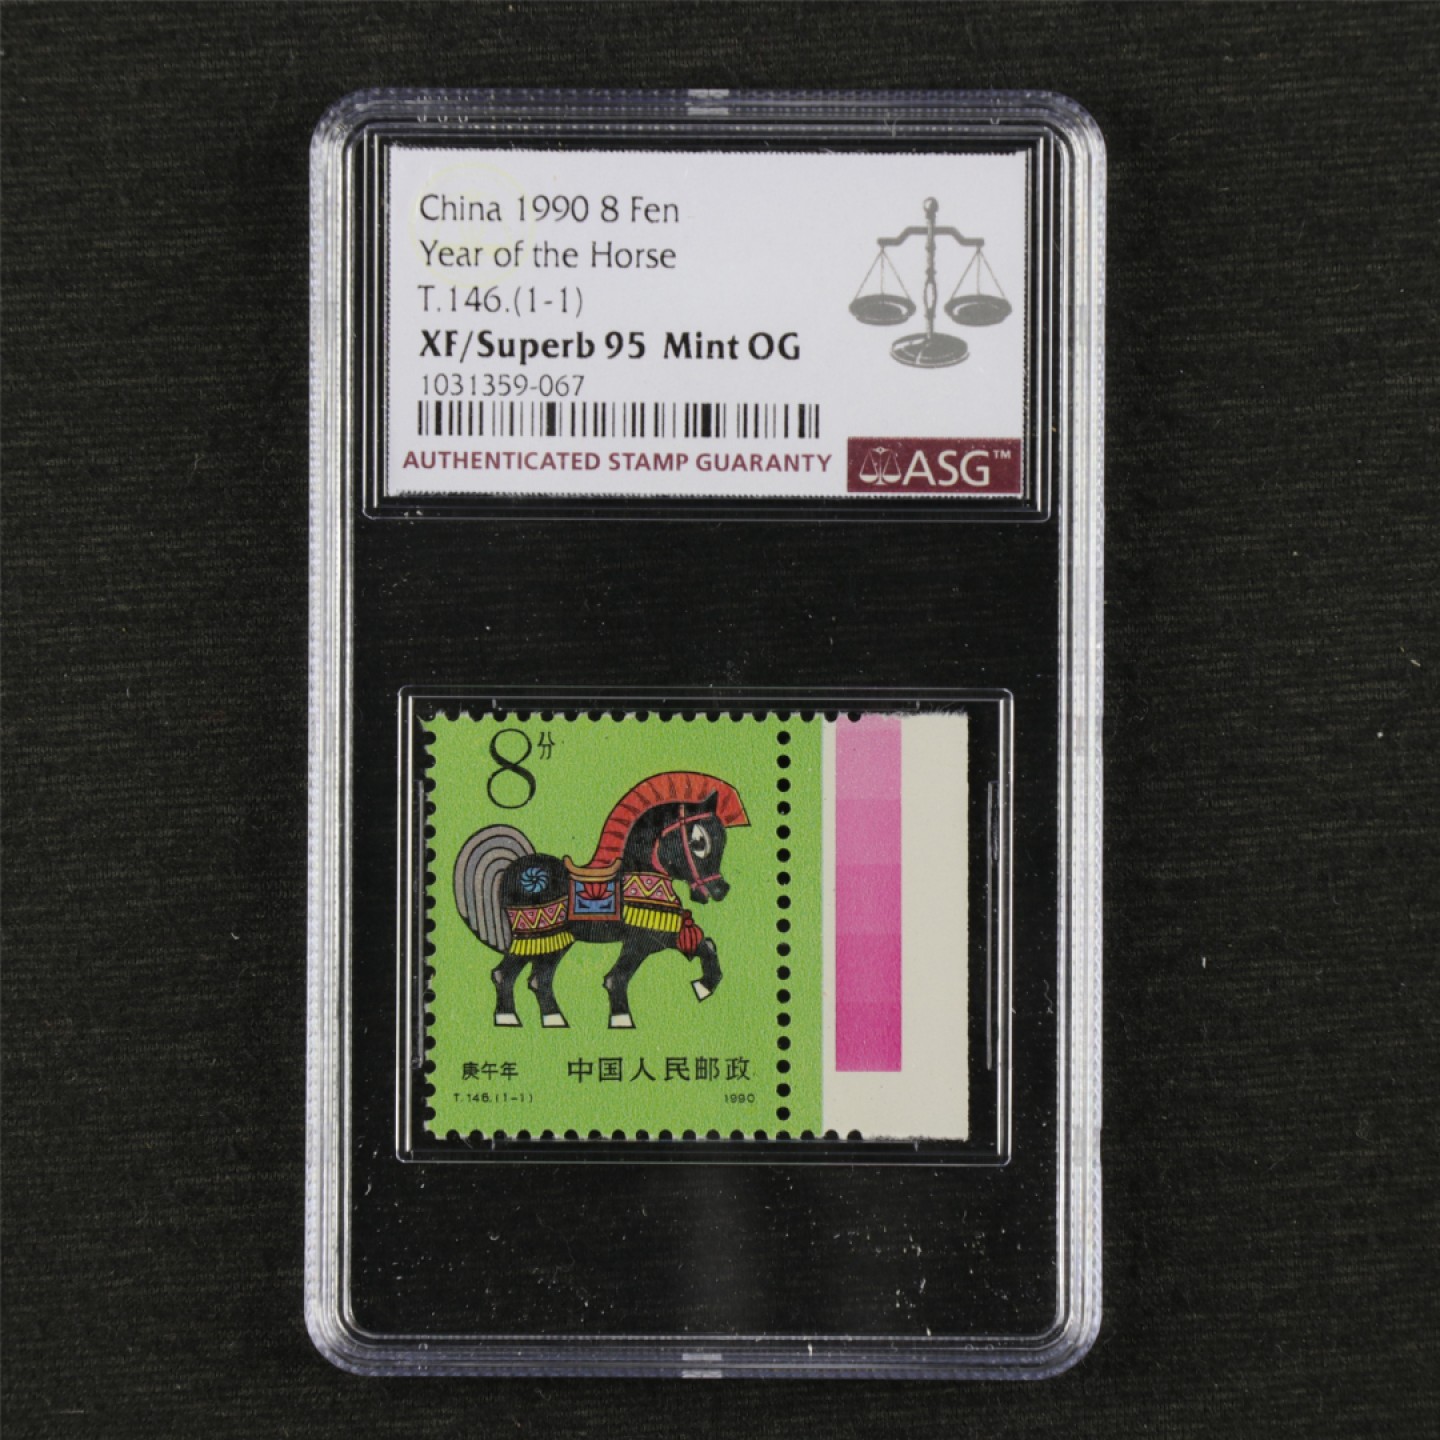 China 1990 8 Fen
Year of the Horse
T.146.(1-1)
XF/Superb 95 Mint OG
1031359-067
AUTHENTICATED STAMP GUARANTY
ASG™
8分
庚午年 中国人民邮政
T.146.(1-1) 1990